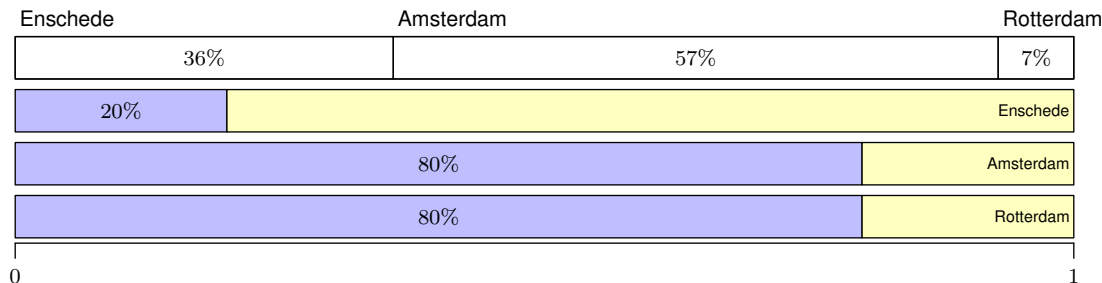 Enschede Amsterdam Rotterdam
36% 57% 7%
20% Enschede
80% Amsterdam
80% Rotterdam
0 1